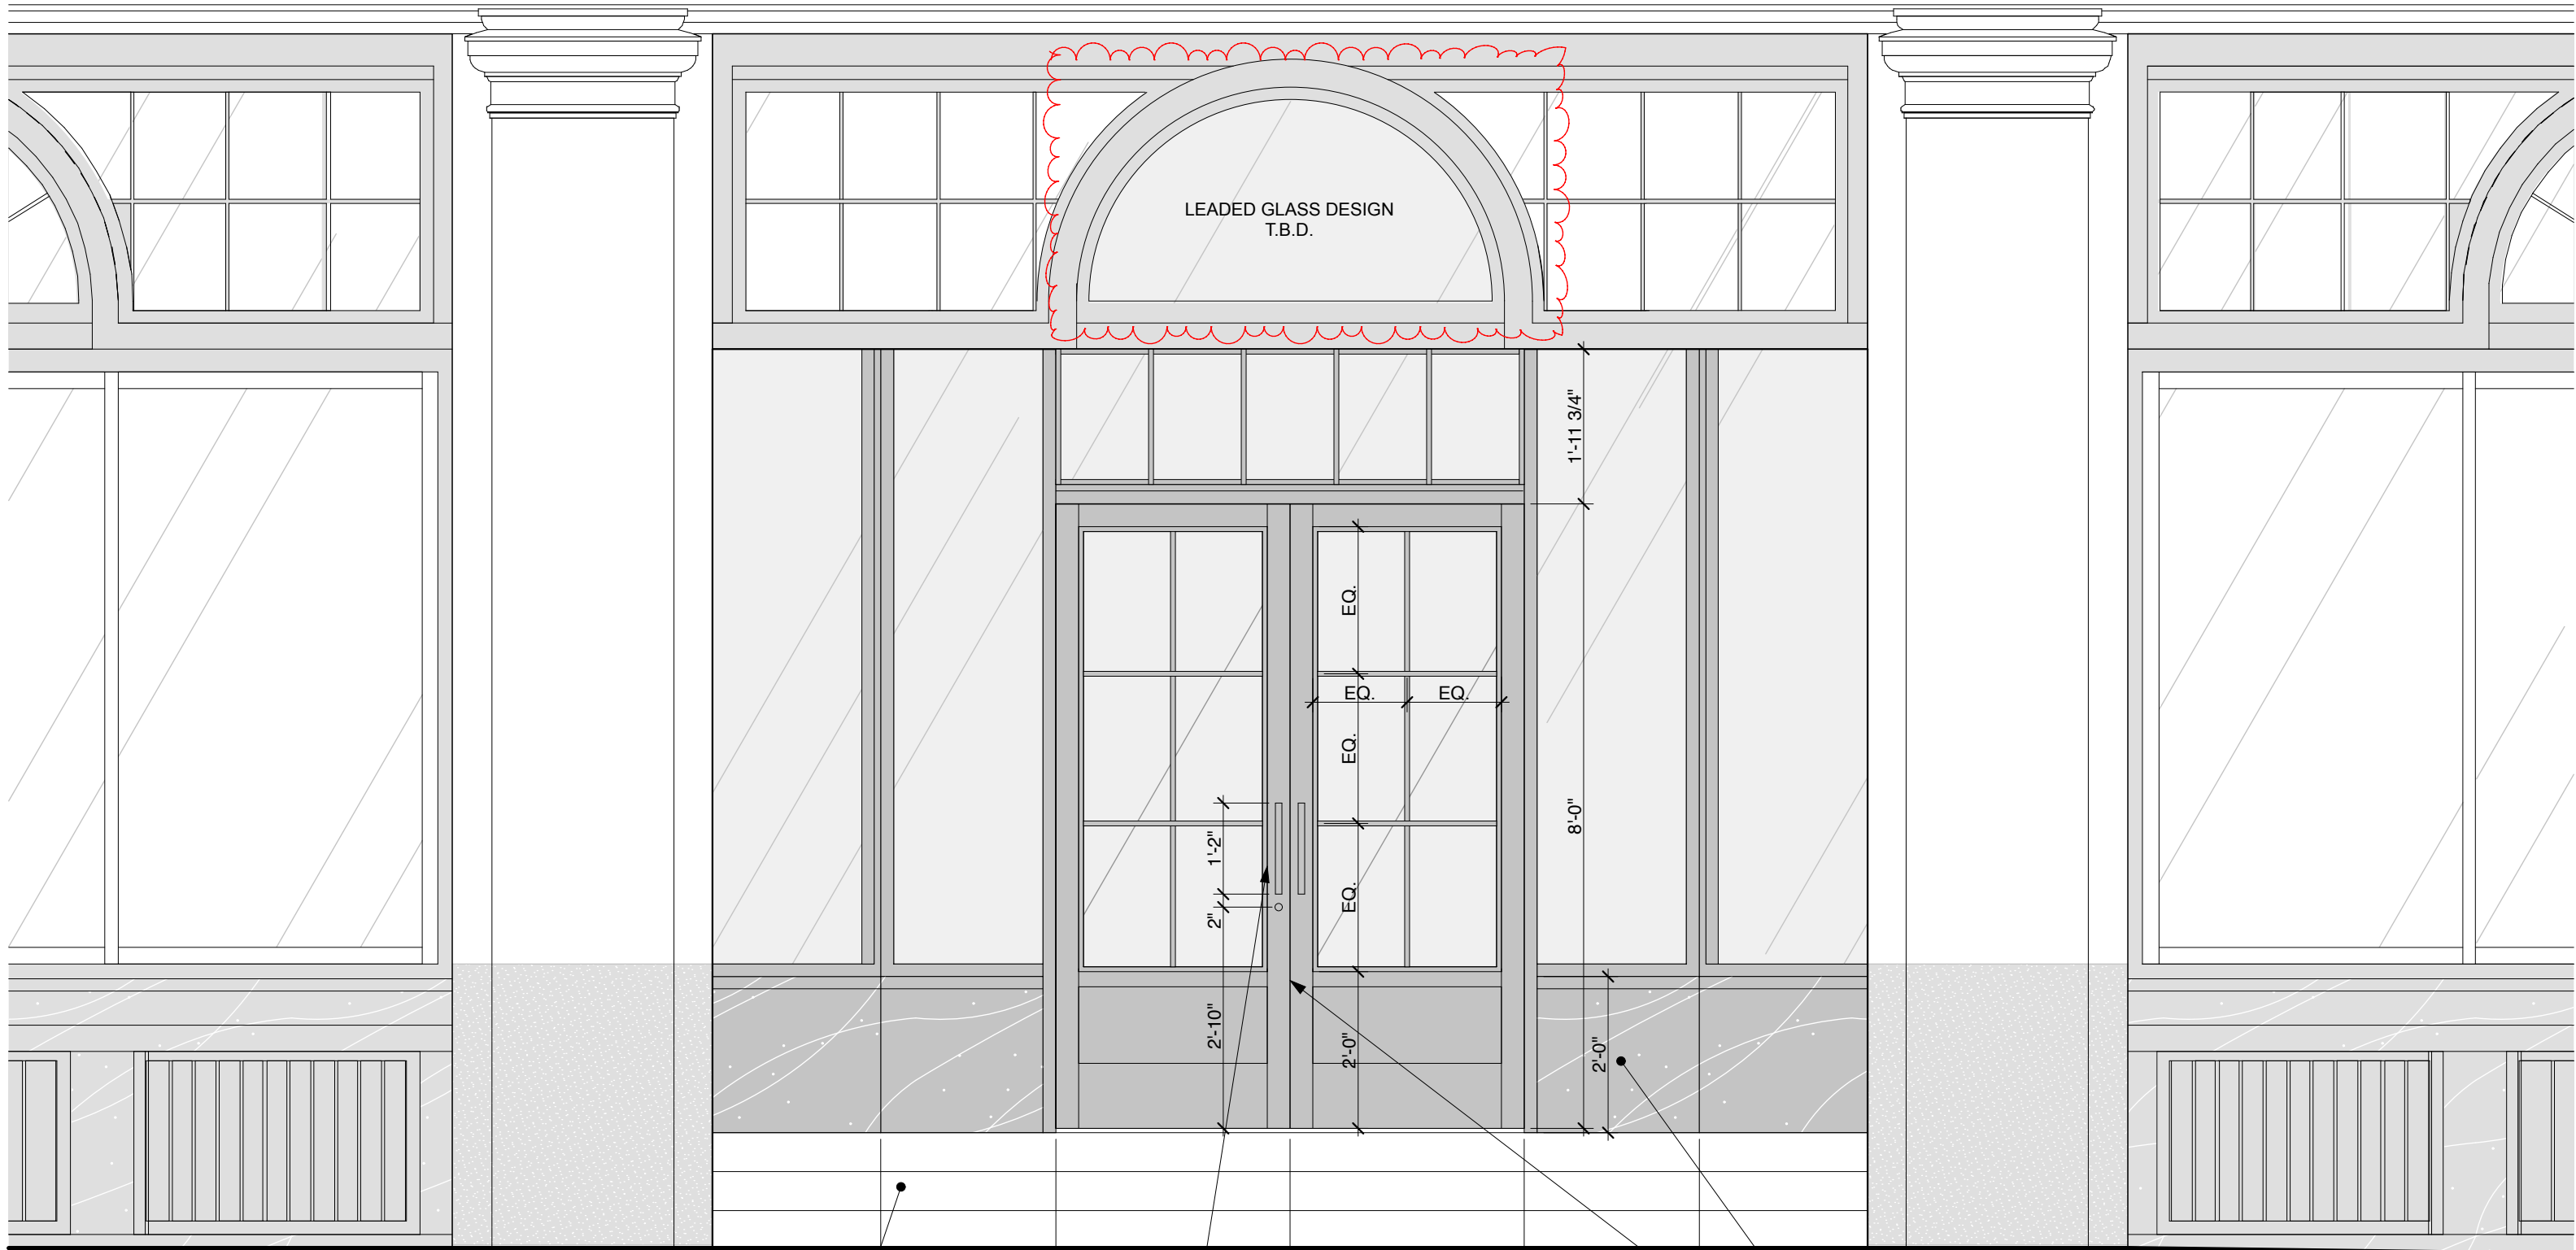 LEADED GLASS DESIGN
T.B.D.
1'-11 3/4"
EQ.
EQ.
EQ.
EQ.
8'-0"
1'-2"
EQ.
2"
2'-10"
2'-0"
2'-0"